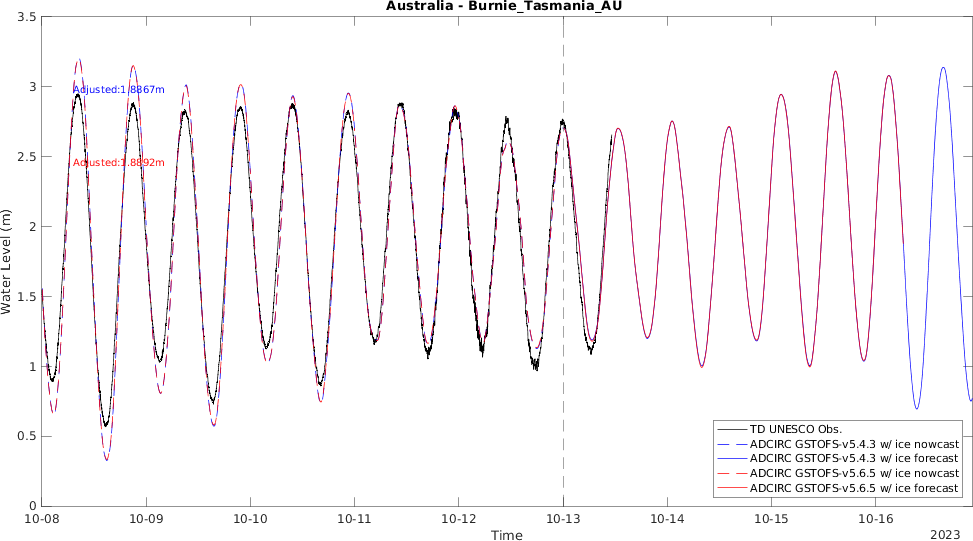 Australia - Burnie_Tasmania_AU
3.5
3
2.5
2
1.5
1
0.5
0
Water Level (m)
Adjusted:1.8867m
Adjusted:1.8892m
TD UNESCO Obs.
ADCIRC GSTOFS-v5.4.3 w/ ice nowcast
ADCIRC GSTOFS-v5.4.3 w/ ice forecast
ADCIRC GSTOFS-v5.6.5 w/ ice nowcast
ADCIRC GSTOFS-v5.6.5 w/ ice forecast
10-08 10-09 10-10 10-11 10-12 10-13 10-14 10-15 10-16
Time
2023